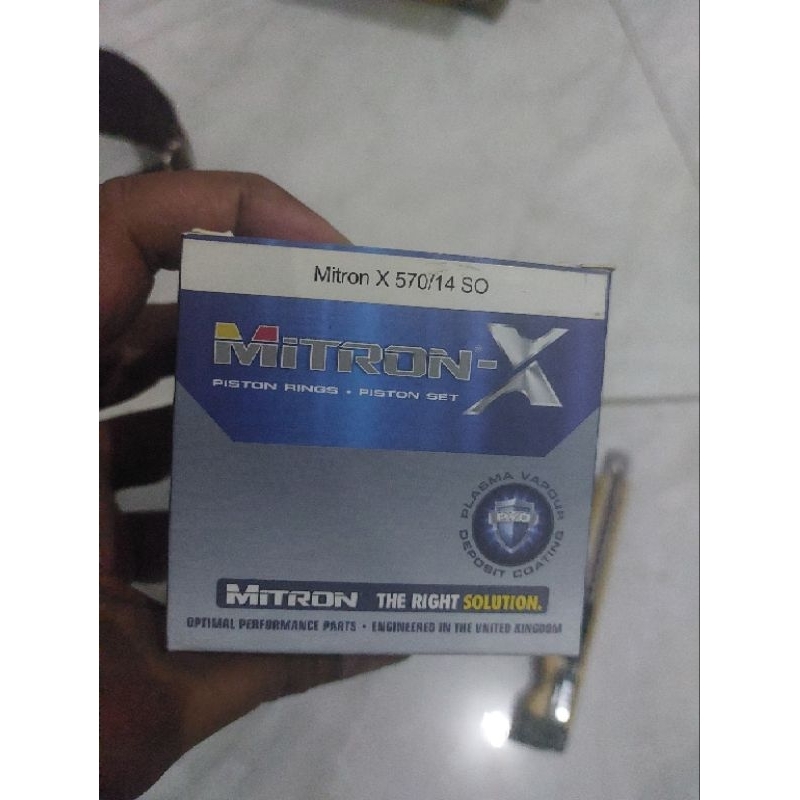 Mitron X 570/14 SO
MiTRON-X
PISTON RINGS • PISTON SET
PLASMA VAPOUR
DEPOSIT COATING
MiTRON THE RIGHT SOLUTION.
OPTIMAL PERFORMANCE PARTS • ENGINEERED IN THE UNITED KINGDOM